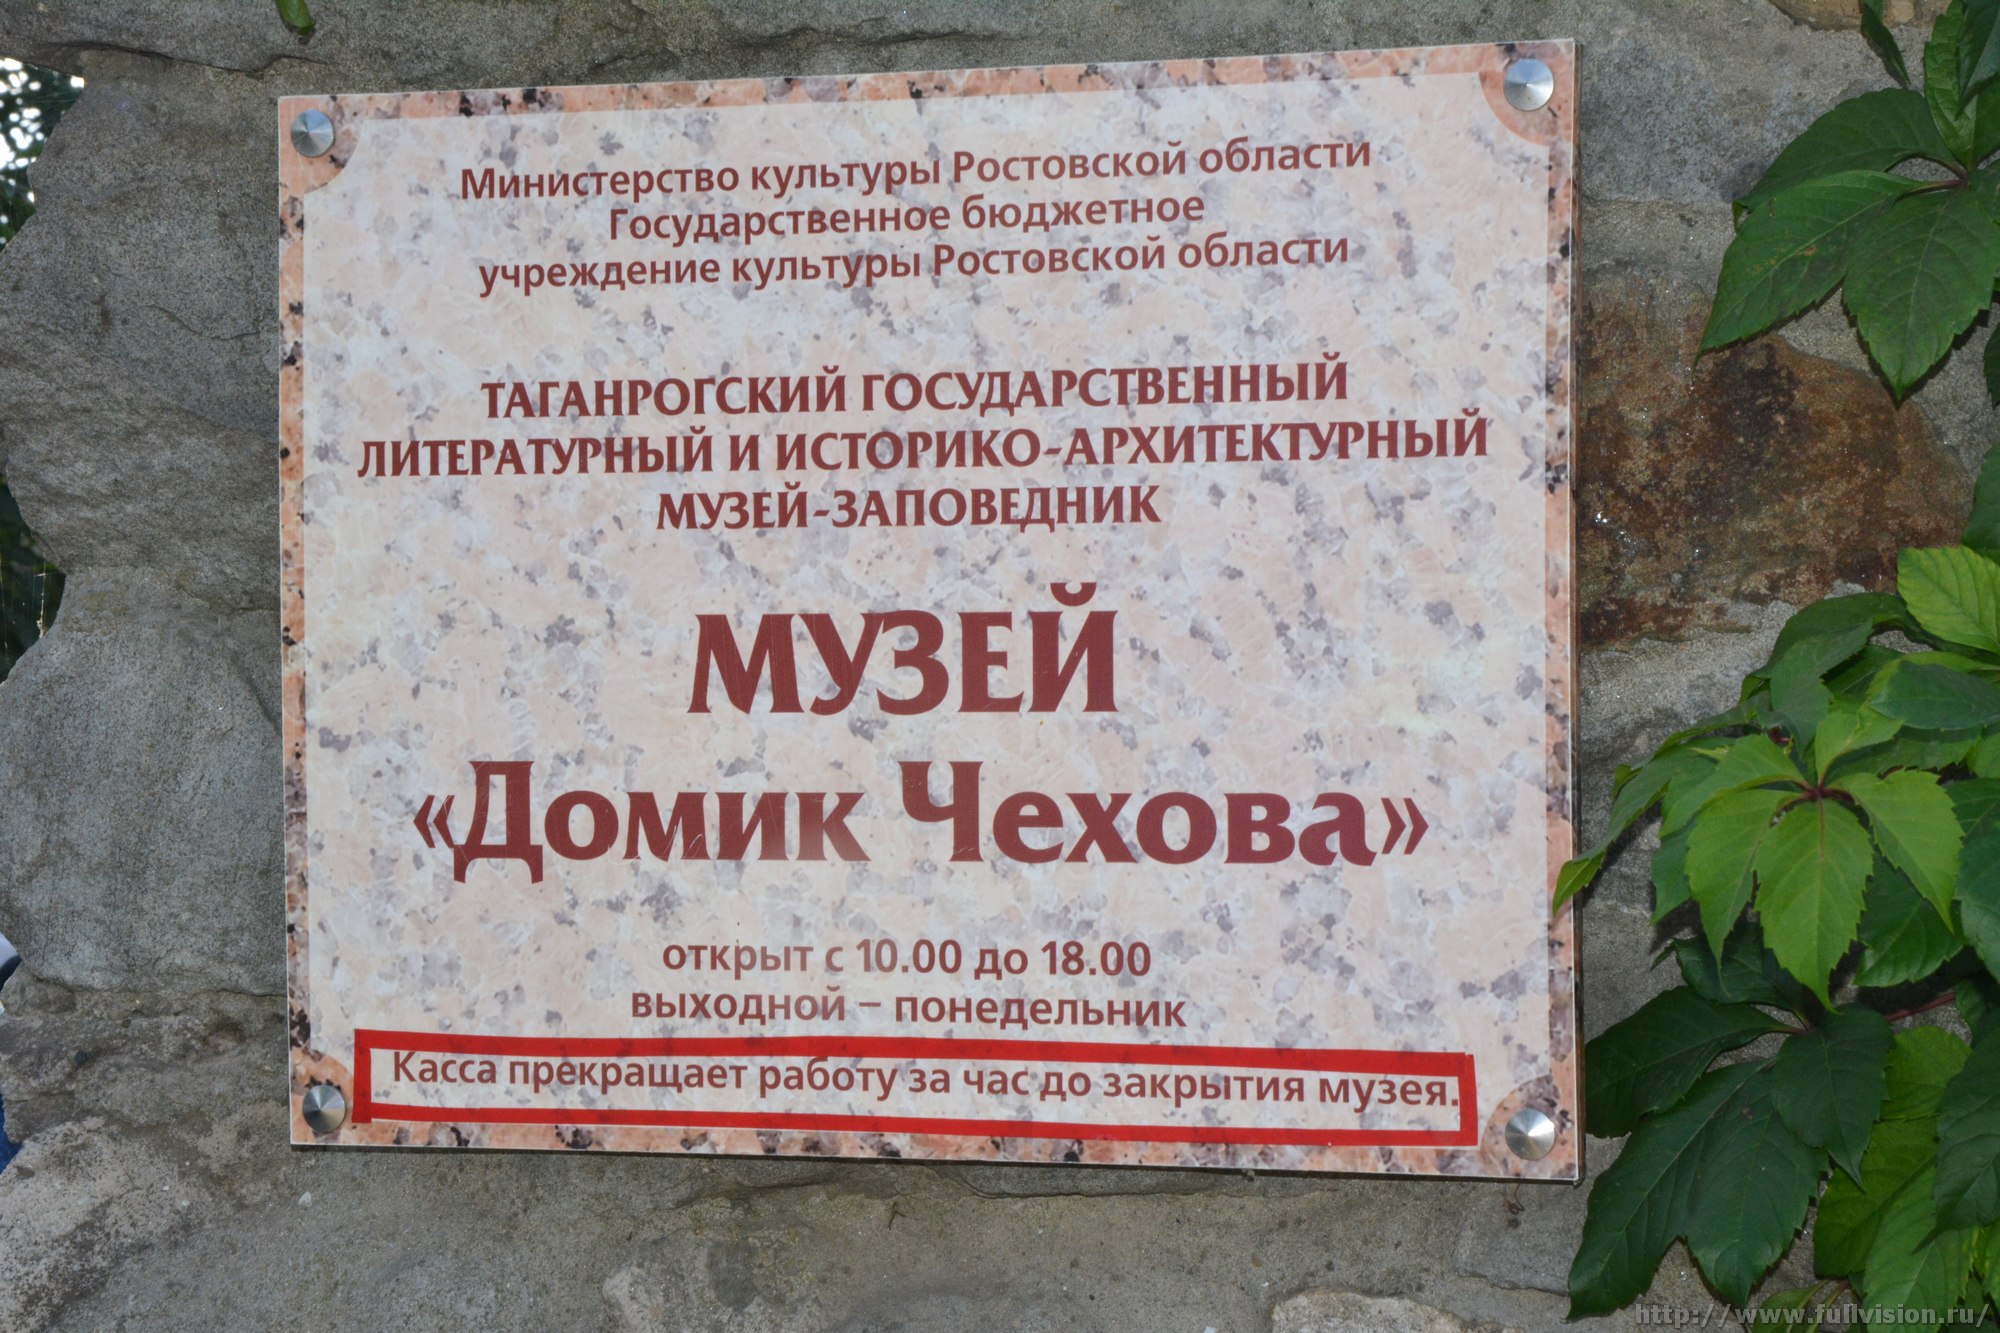 Министерство культуры Ростовской области
Государственное бюджетное
учреждение культуры Ростовской области
ТАГАНРОГСКИЙ ГОСУДАРСТВЕННЫЙ
ЛИТЕРАТУРНЫЙ И ИСТОРИКО-АРХИТЕКТУРНЫЙ
МУЗЕЙ-ЗАПОВЕДНИК
МУЗЕЙ
«Домик Чехова»
открыт с 10.00 до 18.00
выходной – понедельник
Касса прекращает работу за час до закрытия музея.
http://www.fullvision.ru/